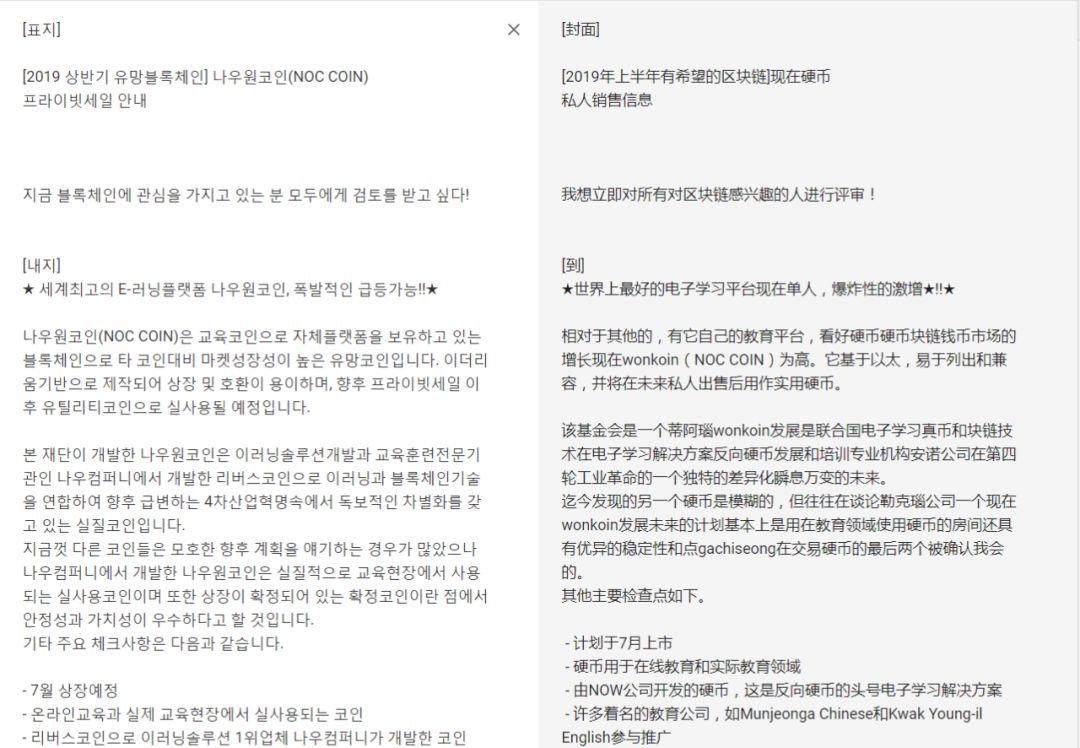 [표지]
[2019 상반기 유망블록체인] 나우원코인(NOC COIN)
프라이빗세일 안내
지금 블록체인에 관심을 가지고 있는 분 모두에게 검토를 받고 싶다!
[내지]
★ 세계최고의 E-러닝플랫폼 나우원코인, 폭발적인 급등가능!!★
나우원코인(NOC COIN)은 교육코인으로 자체플랫폼을 보유하고 있는
블록체인으로 타 코인대비 마켓성장성이 높은 유망코인입니다. 이더리
움기반으로 제작되어 상장 및 호환이 용이하며, 향후 프라이빗세일 이
후 유틸리티코인으로 실사용될 예정입니다.
본 재단이 개발한 나우원코인은 이러닝솔루션개발과 교육훈련전문기
관인 나우컴퍼니에서 개발한 리버스코인으로 이러닝과 블록체인기술
을 연합하여 향후 급변하는 4차산업혁명속에서 독보적인 차별화를 갖
고 있는 실질코인입니다.
지금껏 다른 코인들은 모호한 향후 계획을 얘기하는 경우가 많았으나
나우컴퍼니에서 개발한 나우원코인은 실질적으로 교육현장에서 사용
되는 실사용코인이며 또한 상장이 확정되어 있는 확정코인이란 점에서
안정성과 가치성이 우수하다고 할 것입니다.
기타 주요 체크사항은 다음과 같습니다.
- 7월 상장예정
- 온라인교육과 실제 교육현장에서 실사용되는 코인
- 리버스코인으로 이러닝솔루션 1위업체 나우컴퍼니가 개발한 코인
[封面]
[2019年上半年有希望的区块链]现在硬币
私人销售信息
我想立即对所有对区块链感兴趣的人进行评审！
[到]
★世界上最好的电子学习平台现在单人，爆炸性的激增★!!★
相对于其他的，有它自己的教育平台，看好硬币硬币块链钱币市场的
增长现在wonkoin（NOC COIN）为高。它基于以太，易于列出和兼
容，并将在未来私人出售后用作实用硬币。
该基金会是一个蒂阿瑙wonkoin发展是联合国电子学习真币和块链技
术在电子学习解决方案反向硬币发展和培训专业机构安诺公司在第四
轮工业革命的一个独特的差异化瞬息万变的未来。
迄今发现的另一个硬币是模糊的，但往往在谈论勒克瑙公司一个现在
wonkoin发展未来的计划基本上是用在教育领域使用硬币的房间还具
有优异的稳定性和点gachiseong在交易硬币的最后两个被确认我会
的。
其他主要检查点如下。
- 计划于7月上市
- 硬币用于在线教育和实际教育领域
- 由NOW公司开发的硬币，这是反向硬币的头号电子学习解决方案
- 许多着名的教育公司，如Munjeonga Chinese和Kwak Young-il
English参与推广